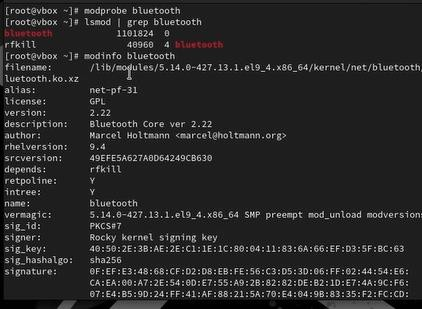 [root@vbox ~]# modprobe bluetooth
[root@vbox ~]# lsmod | grep bluetooth
bluetooth 1101824 0
rfkill 40960 4 bluetooth
[root@vbox ~]# modinfo bluetooth
filename: /lib/modules/5.14.0-427.13.1.el9_4.x86_64/kernel/net/bluetooth/
luetooth.ko.xz
alias: net-pf-31
license: GPL
version: 2.22
description: Bluetooth Core ver 2.22
author: Marcel Holtmann <marcel@holtmann.org>
rhelversion: 9.4
srcversion: 49EFE5A627A0D64249CB630
depends: rfkill
retpoline: Y
intree: Y
name: bluetooth
vermagic: 5.14.0-427.13.1.el9_4.x86_64 SMP preempt mod_unload modversions
sig_id: PKCS#7
signer: Rocky kernel signing key
sig_key: 40:50:2E:3B:AE:2E:C1:1E:1C:80:04:11:83:6A:66:EF:D3:5F:BC:63
sig_hashalgo: sha256
signature: 0F:EF:E3:48:68:CF:D2:D8:EB:FE:56:C3:D5:3D:06:FF:02:44:54:E6:
CA:EA:00:A7:2E:54:0D:E7:55:A9:2B:82:82:DE:B2:1D:E7:4A:9C:F6:
07:E4:B5:9D:24:FF:41:AF:88:21:5A:70:E4:04:9B:83:35:F2:FC:CD: